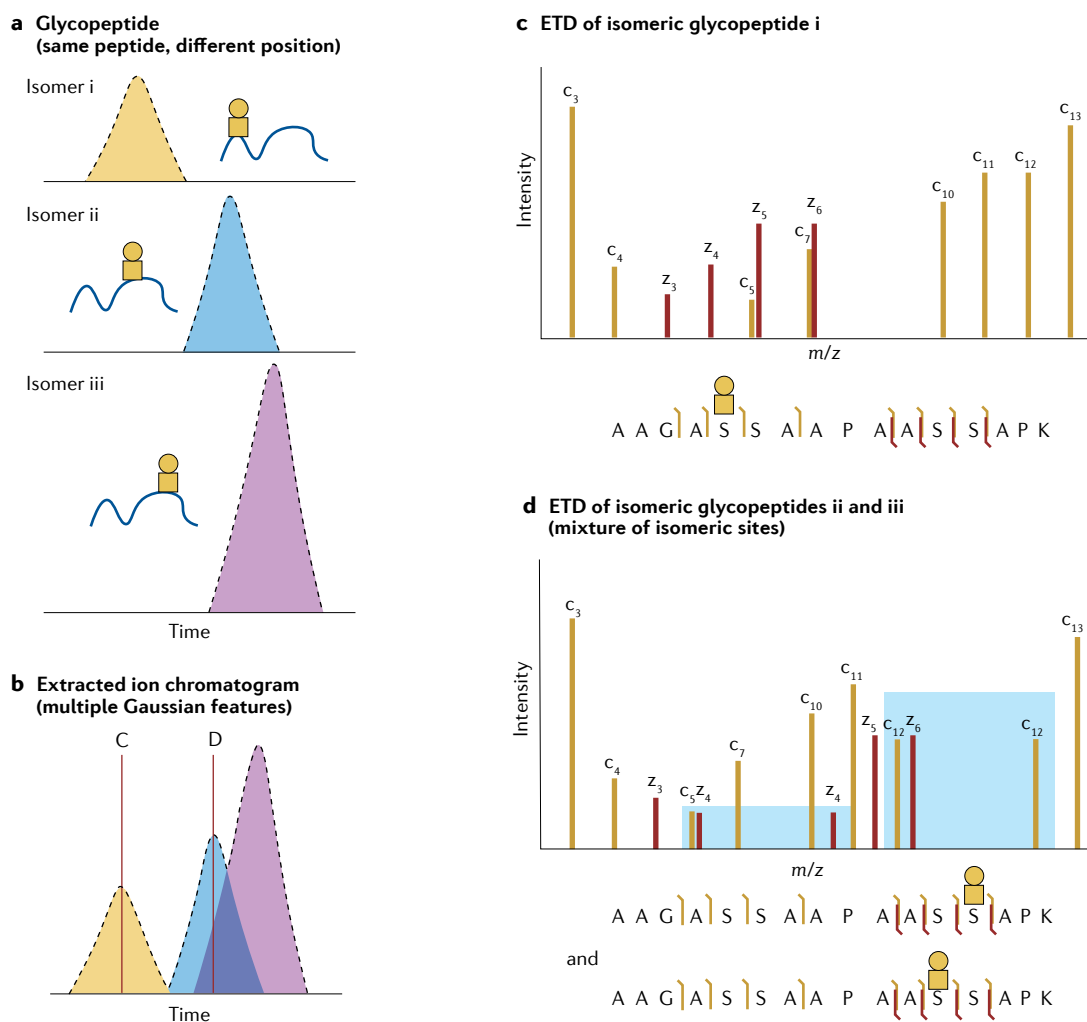 a Glycopeptide
(same peptide, different position)
Isomer i
Isomer ii
Isomer iii
Time
b Extracted ion chromatogram
(multiple Gaussian features)
C D
Time
c ETD of isomeric glycopeptide i
Intensity
c₃ c₄ z₃ z₄ c₅ z₅ c₇ z₆ c₁₀ c₁₁ c₁₂ c₁₃
m/z
A A G A S S A A P A A S S A P K
d ETD of isomeric glycopeptides ii and iii
(mixture of isomeric sites)
Intensity
c₃ c₄ z₃ c₅ z₄ c₇ c₁₀ z₄ c₁₁ z₅ c₁₂ z₆ c₁₂ c₁₃
m/z
A A G A S S A A P A A S S A P K
and
A A G A S S A A P A A S S A P K